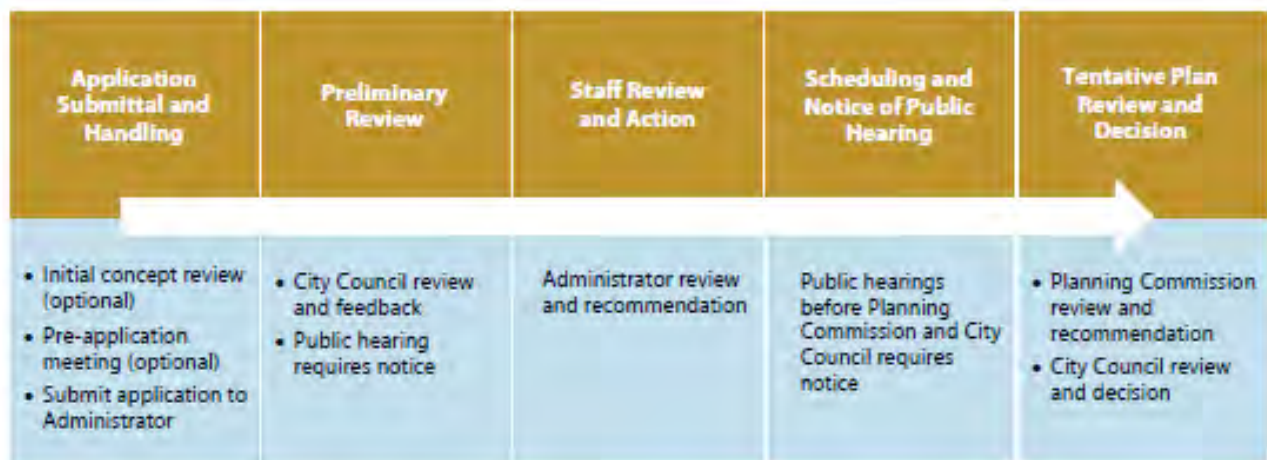 Application
Submittal and
Handling
Preliminary
Review
Staff Review
and Action
Scheduling and
Notice of Public
Hearing
Tentative Plan
Review and
Decision
• Initial concept review
(optional)
• Pre-application
meeting (optional)
• Submit application to
Administrator
• City Council review
and feedback
• Public hearing
requires notice
Administrator review
and recommendation
Public hearings
before Planning
Commission and City
Council requires
notice
• Planning Commission
review and
recommendation
• City Council review
and decision